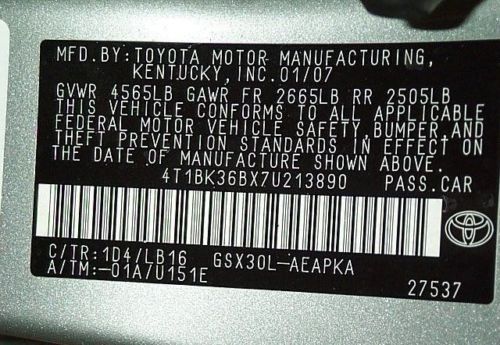 MFD. BY: TOYOTA MOTOR MANUFACTURING,
KENTUCKY, INC. 01/07
GVWR 4565LB GAWR FR 2665LB RR 2505LB
THIS VEHICLE CONFORMS TO ALL APPLICABLE
FEDERAL MOTOR VEHICLE SAFETY, BUMPER, AND
THEFT PREVENTION STANDARDS IN EFFECT ON
THE DATE OF MANUFACTURE SHOWN ABOVE.
4T1BK36BX7U213890 PASS. CAR
C/TR: 1D4/LB16 GSX30L-AEAPKA
A/TM: -01A/U151E
27537